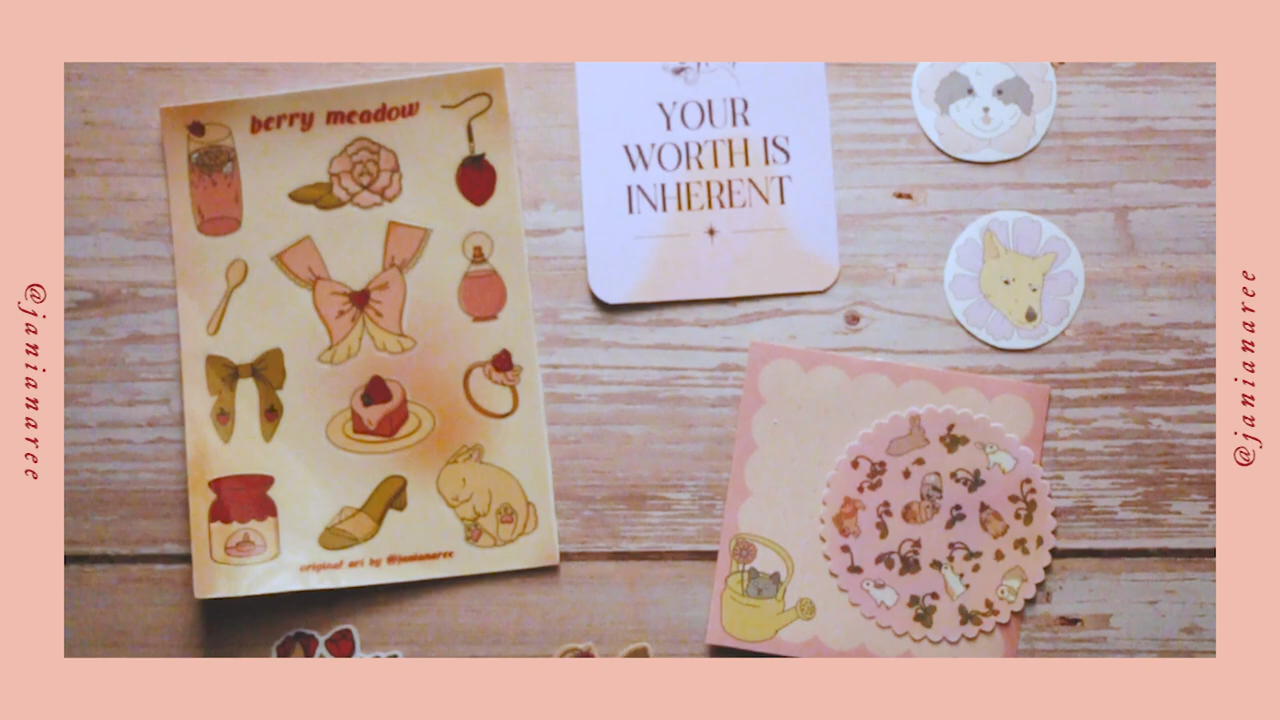 @janianaree
berry meadow
original art by @janianaree
YOUR
WORTH IS
INHERENT
@janianaree